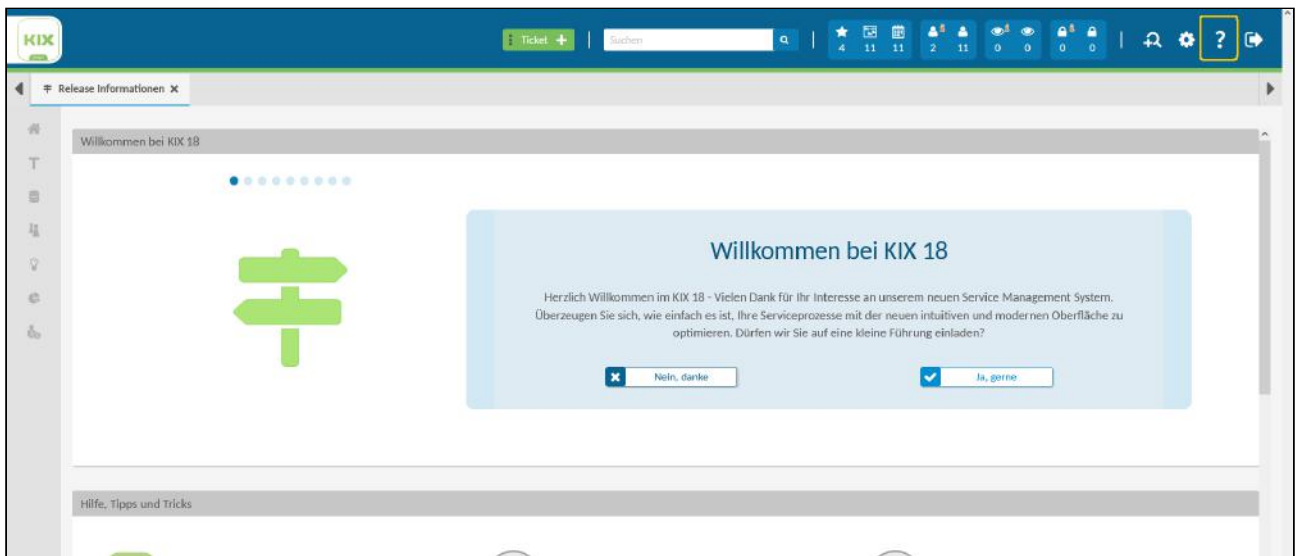 KIX
Ticket +
Suchen
4 11 11 2 11 0 0 0 0
?
Release Informationen
Willkommen bei KIX 18
Willkommen bei KIX 18
Herzlich Willkommen im KIX 18 - Vielen Dank für Ihr Interesse an unserem neuen Service Management System.
Überzeugen Sie sich, wie einfach es ist, Ihre Serviceprozesse mit der neuen intuitiven und modernen Oberfläche zu
optimieren. Dürfen wir Sie auf eine kleine Führung einladen?
Nein, danke
Ja, gerne
Hilfe, Tipps und Tricks